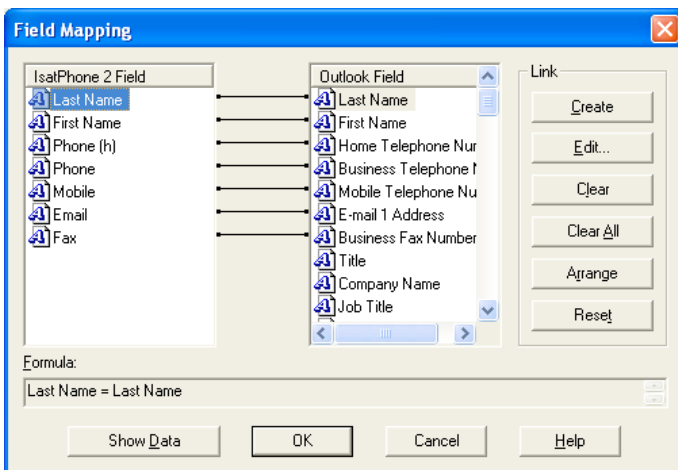 Field Mapping
IsatPhone 2 Field
Last Name
First Name
Phone (h)
Phone
Mobile
Email
Fax
Outlook Field
Last Name
First Name
Home Telephone Nur
Business Telephone N
Mobile Telephone Nu
E-mail 1 Address
Business Fax Number
Title
Company Name
Job Title
Link
Create
Edit...
Clear
Clear All
Arrange
Reset
Formula:
Last Name = Last Name
Show Data
OK
Cancel
Help